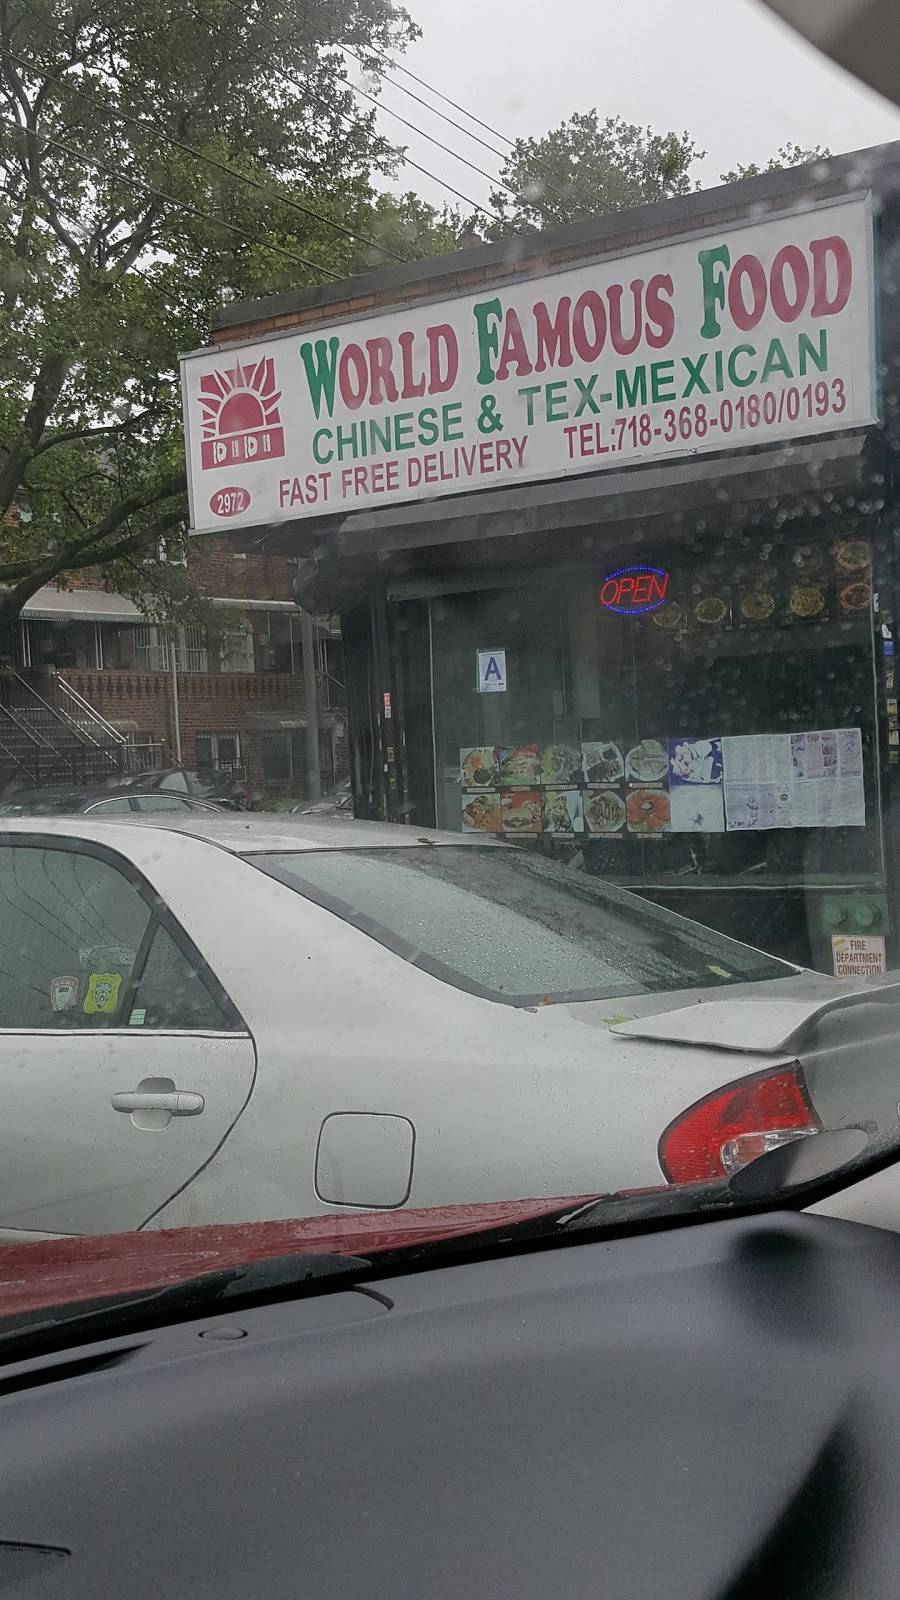 WORLD FAMOUS FOOD
CHINESE & TEX-MEXICAN
FAST FREE DELIVERY TEL:718-368-0180/0193
2972
OPEN
A
FIRE
DEPARTMENT
CONNECTION